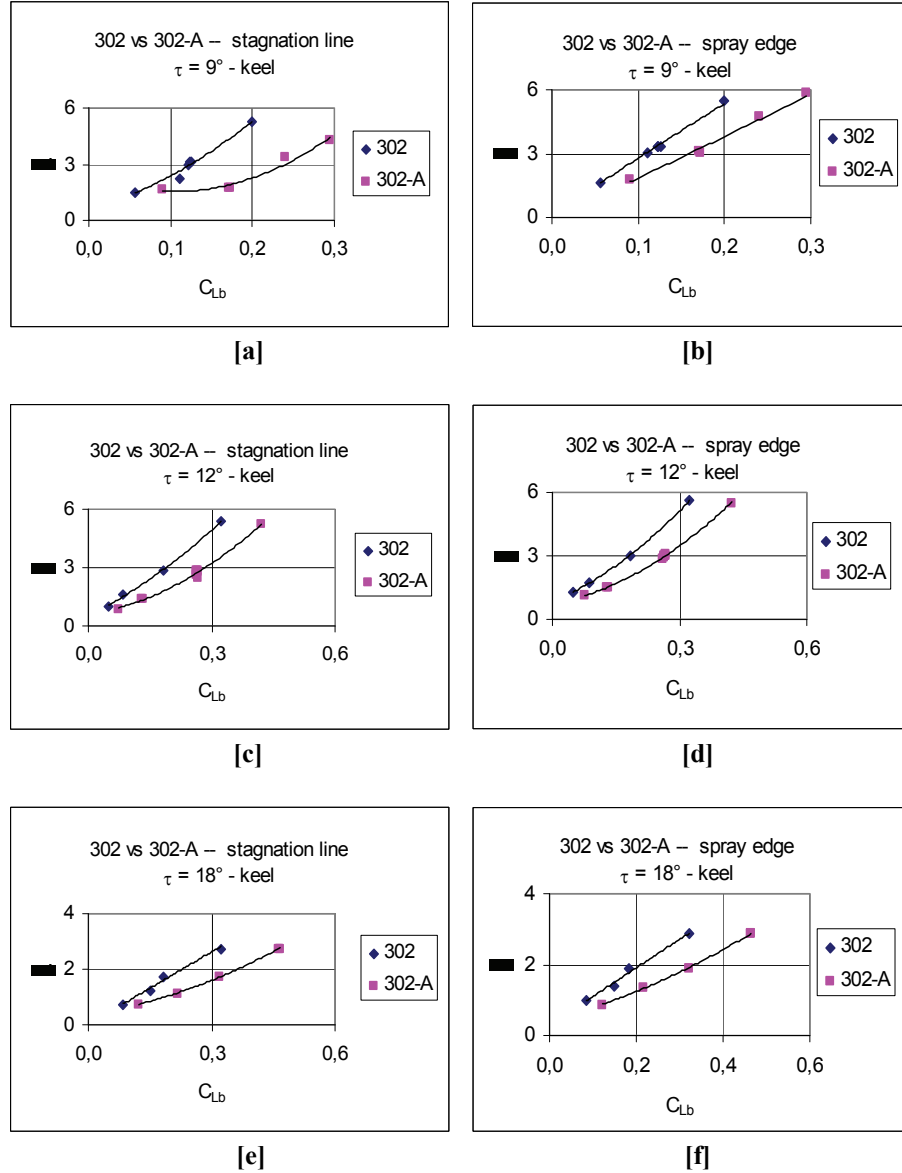 302 vs 302-A -- stagnation line
τ = 9° - keel
6
3
0
0,0 0,1 0,2 0,3
C_Lb
302
302-A
[a]
302 vs 302-A -- spray edge
τ = 9° - keel
6
3
0
0,0 0,1 0,2 0,3
C_Lb
302
302-A
[b]
302 vs 302-A -- stagnation line
τ = 12° - keel
6
3
0
0,0 0,3 0,6
C_Lb
302
302-A
[c]
302 vs 302-A -- spray edge
τ = 12° - keel
6
3
0
0,0 0,3 0,6
C_Lb
302
302-A
[d]
302 vs 302-A -- stagnation line
τ = 18° - keel
4
2
0
0,0 0,3 0,6
C_Lb
302
302-A
[e]
302 vs 302-A -- spray edge
τ = 18° - keel
4
2
0
0,0 0,2 0,4 0,6
C_Lb
302
302-A
[f]